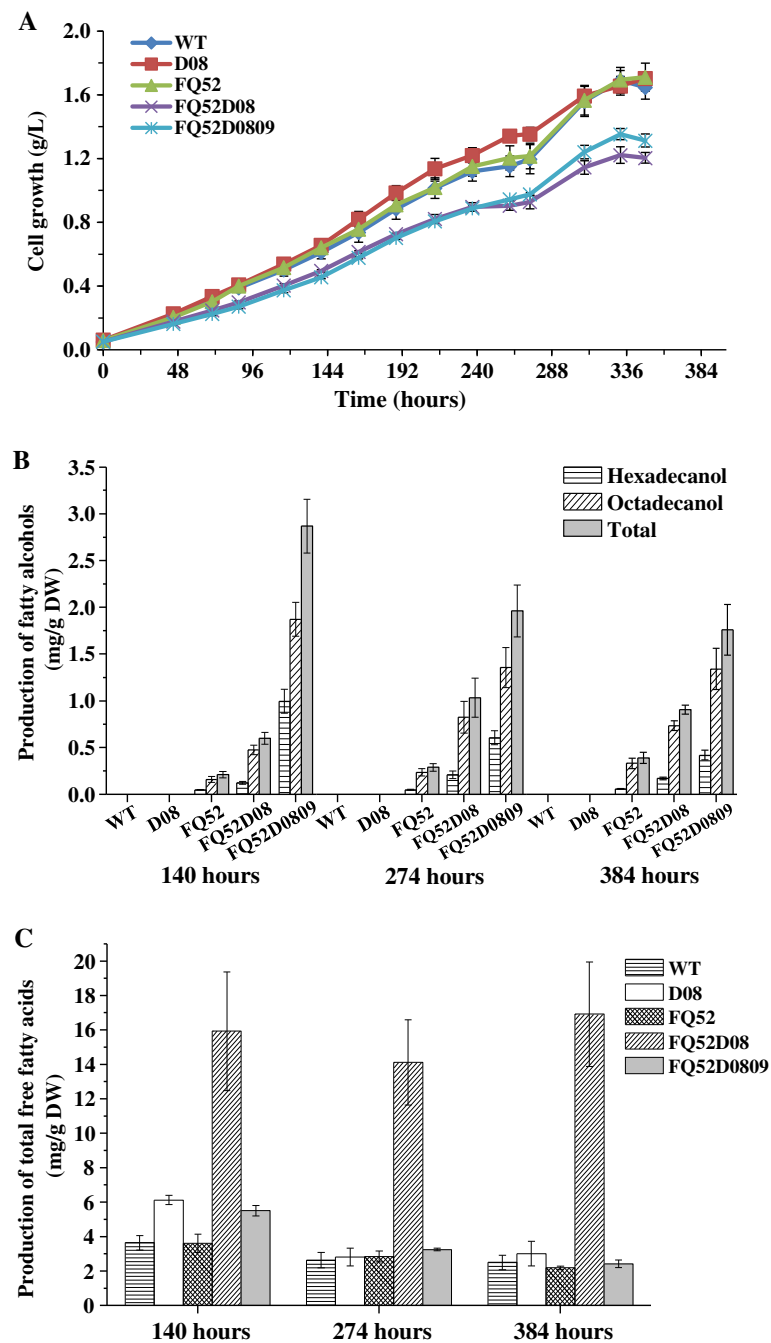 A
2.0
1.6
1.2
0.8
0.4
0.0
Cell growth (g/L)
WT
D08
FQ52
FQ52D08
FQ52D0809
0 48 96 144 192 240 288 336 384
Time (hours)
B
3.5
3.0
2.5
2.0
1.5
1.0
0.5
0.0
Production of fatty alcohols
(mg/g DW)
Hexadecanol
Octadecanol
Total
WT D08 FQ52 FQ52D08 FQ52D0809 WT D08 FQ52 FQ52D08 FQ52D0809 WT D08 FQ52 FQ52D08 FQ52D0809
140 hours 274 hours 384 hours
C
20
18
16
14
12
10
8
6
4
2
0
Production of total free fatty acids
(mg/g DW)
WT
D08
FQ52
FQ52D08
FQ52D0809
140 hours 274 hours 384 hours